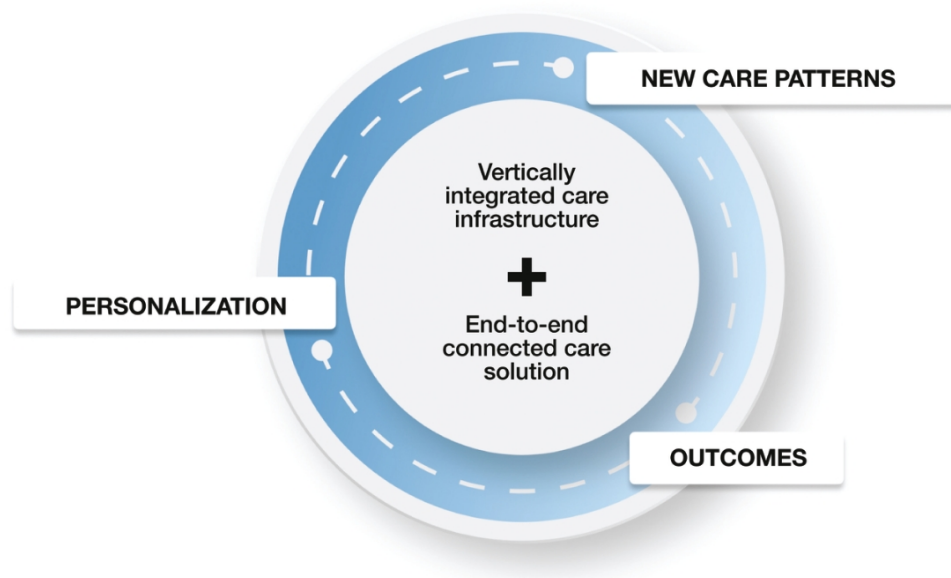 NEW CARE PATTERNS
Vertically
integrated care
infrastructure
+
End-to-end
connected care
solution
PERSONALIZATION
OUTCOMES